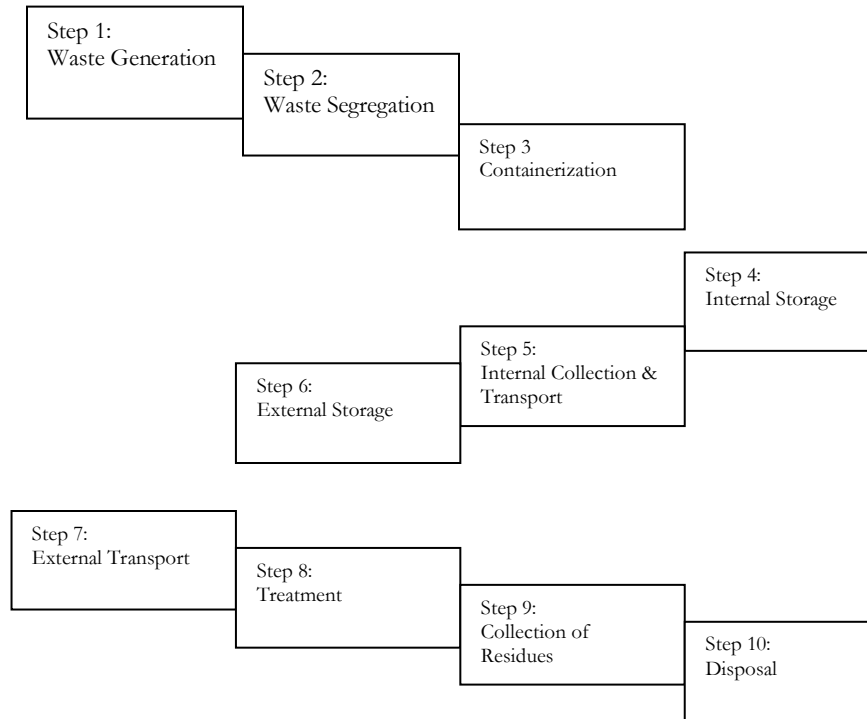 Step 1:
Waste Generation
Step 2:
Waste Segregation
Step 3
Containerization
Step 4:
Internal Storage
Step 5:
Internal Collection &
Transport
Step 6:
External Storage
Step 7:
External Transport
Step 8:
Treatment
Step 9:
Collection of
Residues
Step 10:
Disposal